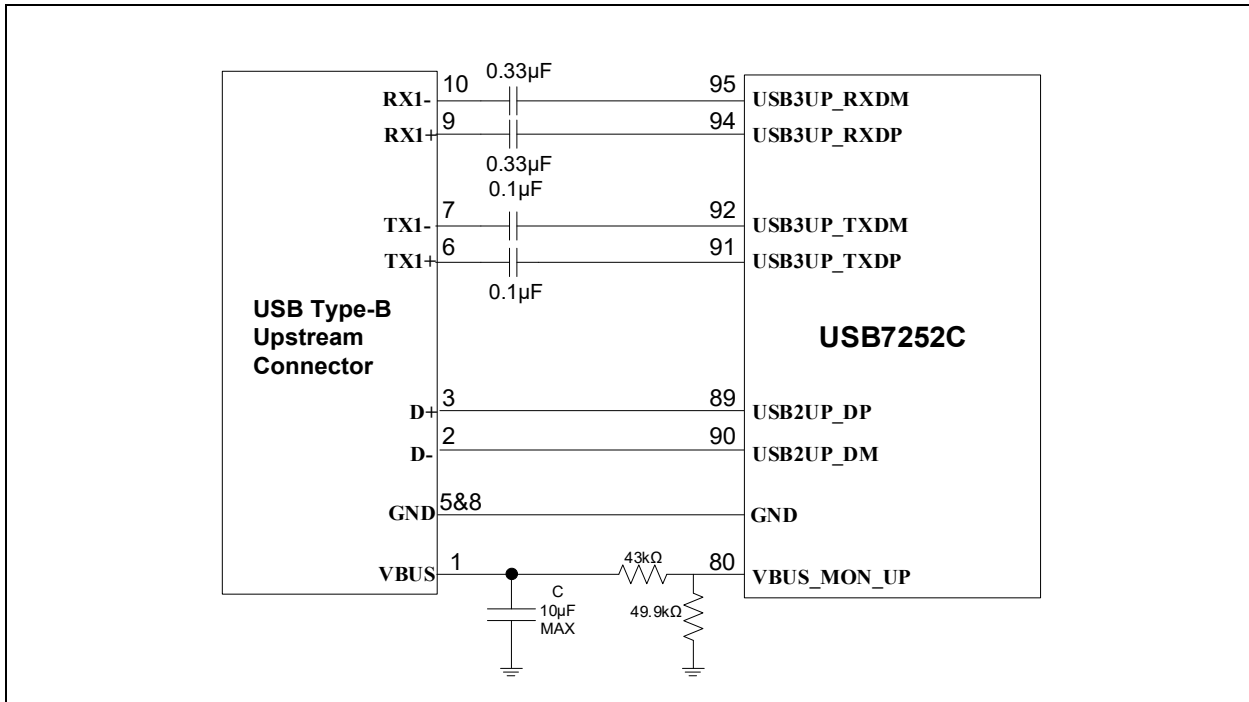 0.33µF
RX1- 10 95 USB3UP_RXDM
RX1+ 9 94 USB3UP_RXDP
0.33µF
0.1µF
TX1- 7 92 USB3UP_TXDM
TX1+ 6 91 USB3UP_TXDP
0.1µF
USB Type-B
Upstream
Connector
USB7252C
D+ 3 89 USB2UP_DP
D- 2 90 USB2UP_DM
GND 5&8 GND
VBUS 1 43kΩ 80 VBUS_MON_UP
C
10µF
MAX
49.9kΩ